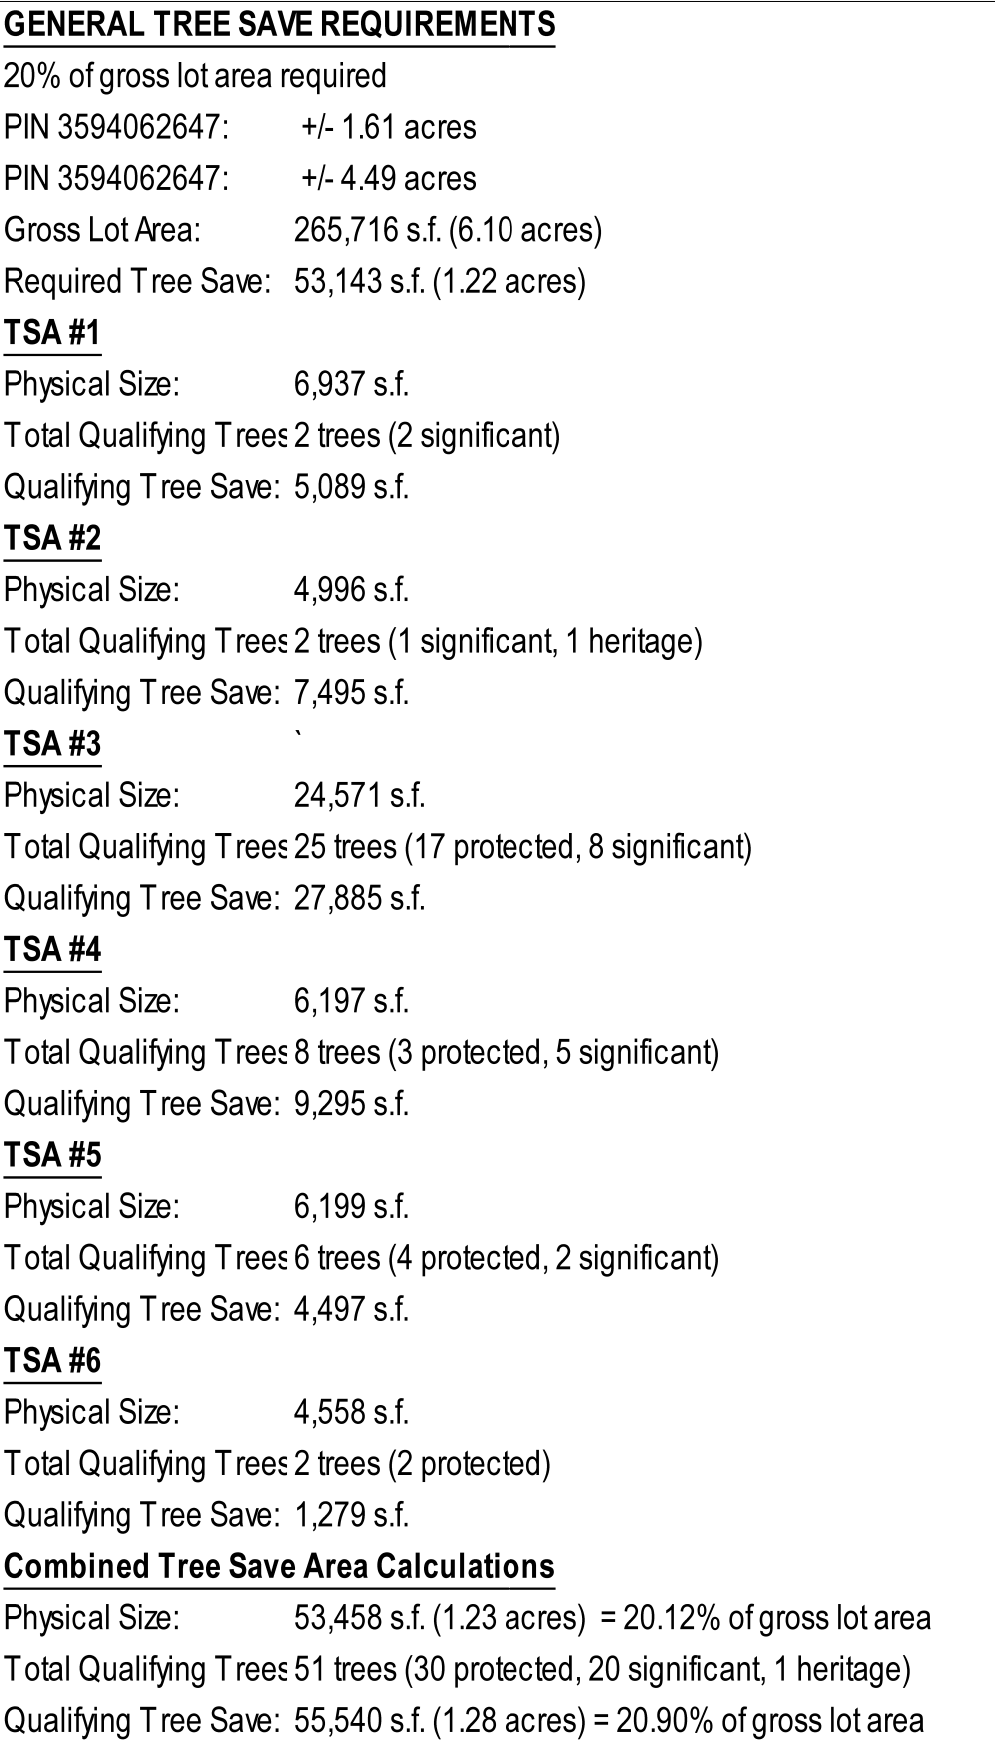 GENERAL TREE SAVE REQUIREMENTS
20% of gross lot area required
PIN 3594062647: +/- 1.61 acres
PIN 3594062647: +/- 4.49 acres
Gross Lot Area: 265,716 s.f. (6.10 acres)
Required Tree Save: 53,143 s.f. (1.22 acres)
TSA #1
Physical Size: 6,937 s.f.
Total Qualifying Trees 2 trees (2 significant)
Qualifying Tree Save: 5,089 s.f.
TSA #2
Physical Size: 4,996 s.f.
Total Qualifying Trees 2 trees (1 significant, 1 heritage)
Qualifying Tree Save: 7,495 s.f.
TSA #3 `
Physical Size: 24,571 s.f.
Total Qualifying Trees 25 trees (17 protected, 8 significant)
Qualifying Tree Save: 27,885 s.f.
TSA #4
Physical Size: 6,197 s.f.
Total Qualifying Trees 8 trees (3 protected, 5 significant)
Qualifying Tree Save: 9,295 s.f.
TSA #5
Physical Size: 6,199 s.f.
Total Qualifying Trees 6 trees (4 protected, 2 significant)
Qualifying Tree Save: 4,497 s.f.
TSA #6
Physical Size: 4,558 s.f.
Total Qualifying Trees 2 trees (2 protected)
Qualifying Tree Save: 1,279 s.f.
Combined Tree Save Area Calculations
Physical Size: 53,458 s.f. (1.23 acres) = 20.12% of gross lot area
Total Qualifying Trees 51 trees (30 protected, 20 significant, 1 heritage)
Qualifying Tree Save: 55,540 s.f. (1.28 acres) = 20.90% of gross lot area